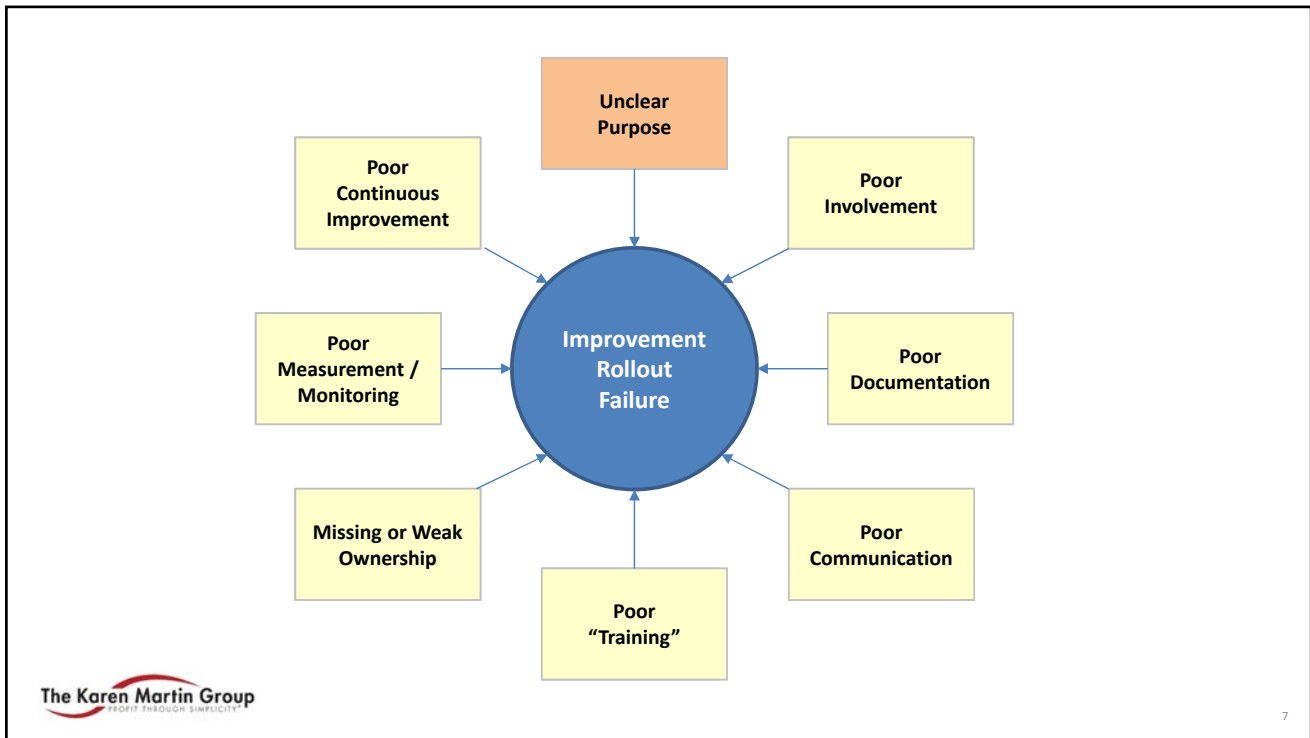 Unclear
Purpose
Poor
Continuous
Improvement
Poor
Involvement
Poor
Measurement /
Monitoring
Improvement
Rollout
Failure
Poor
Documentation
Missing or Weak
Ownership
Poor
Communication
Poor
“Training”
The Karen Martin Group
PROFIT THROUGH SIMPLICITY
7